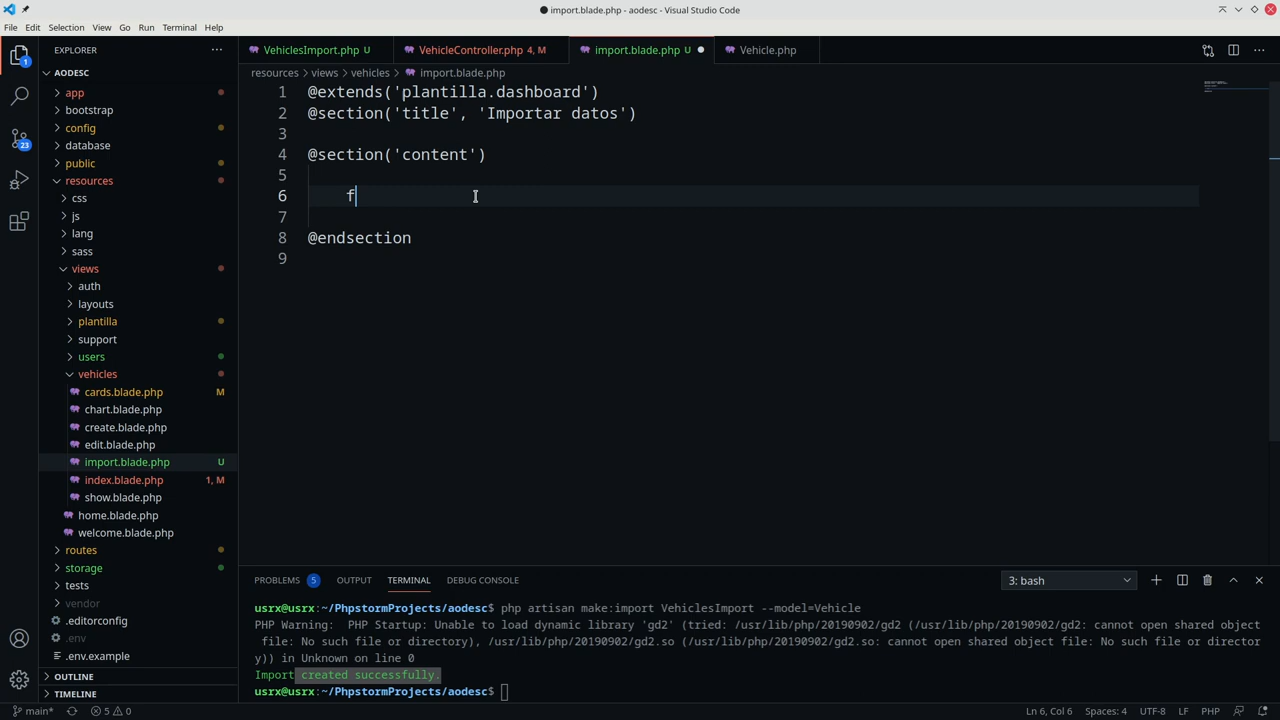 import.blade.php - aodesc - Visual Studio Code
File Edit Selection View Go Run Terminal Help
EXPLORER
AODESC
app
bootstrap
config
database
public
resources
css
js
lang
sass
views
auth
layouts
plantilla
support
users
vehicles
cards.blade.php M
chart.blade.php
create.blade.php
edit.blade.php
import.blade.php U
index.blade.php 1, M
show.blade.php
home.blade.php
welcome.blade.php
routes
storage
tests
vendor
.editorconfig
.env
.env.example
OUTLINE
TIMELINE
1
23
VehiclesImport.php U
VehicleController.php 4, M
import.blade.php U
Vehicle.php
resources > views > vehicles > import.blade.php
1 @extends('plantilla.dashboard')
2 @section('title', 'Importar datos')
3
4 @section('content')
5
6 f
7
8 @endsection
9
PROBLEMS 5 OUTPUT TERMINAL DEBUG CONSOLE 3: bash
usrx@usrx:~/PhpstormProjects/aodesc$ php artisan make:import VehiclesImport --model=Vehicle
PHP Warning:  PHP Startup: Unable to load dynamic library 'gd2' (tried: /usr/lib/php/20190902/gd2 (/usr/lib/php/20190902/gd2: cannot open shared object
file: No such file or directory), /usr/lib/php/20190902/gd2.so (/usr/lib/php/20190902/gd2.so: cannot open shared object file: No such file or director
y)) in Unknown on line 0
Import created successfully.
usrx@usrx:~/PhpstormProjects/aodesc$
main* 5 0 Ln 6, Col 6 Spaces: 4 UTF-8 LF PHP